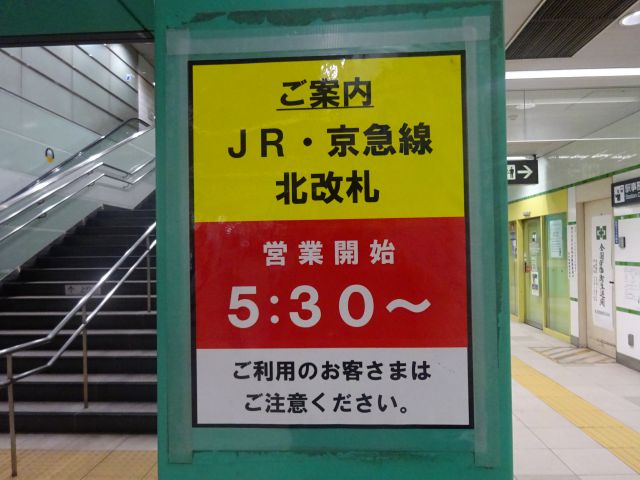 ご案内
JR・京急線
北改札
営業開始
5:30～
ご利用のお客さまは
ご注意ください。